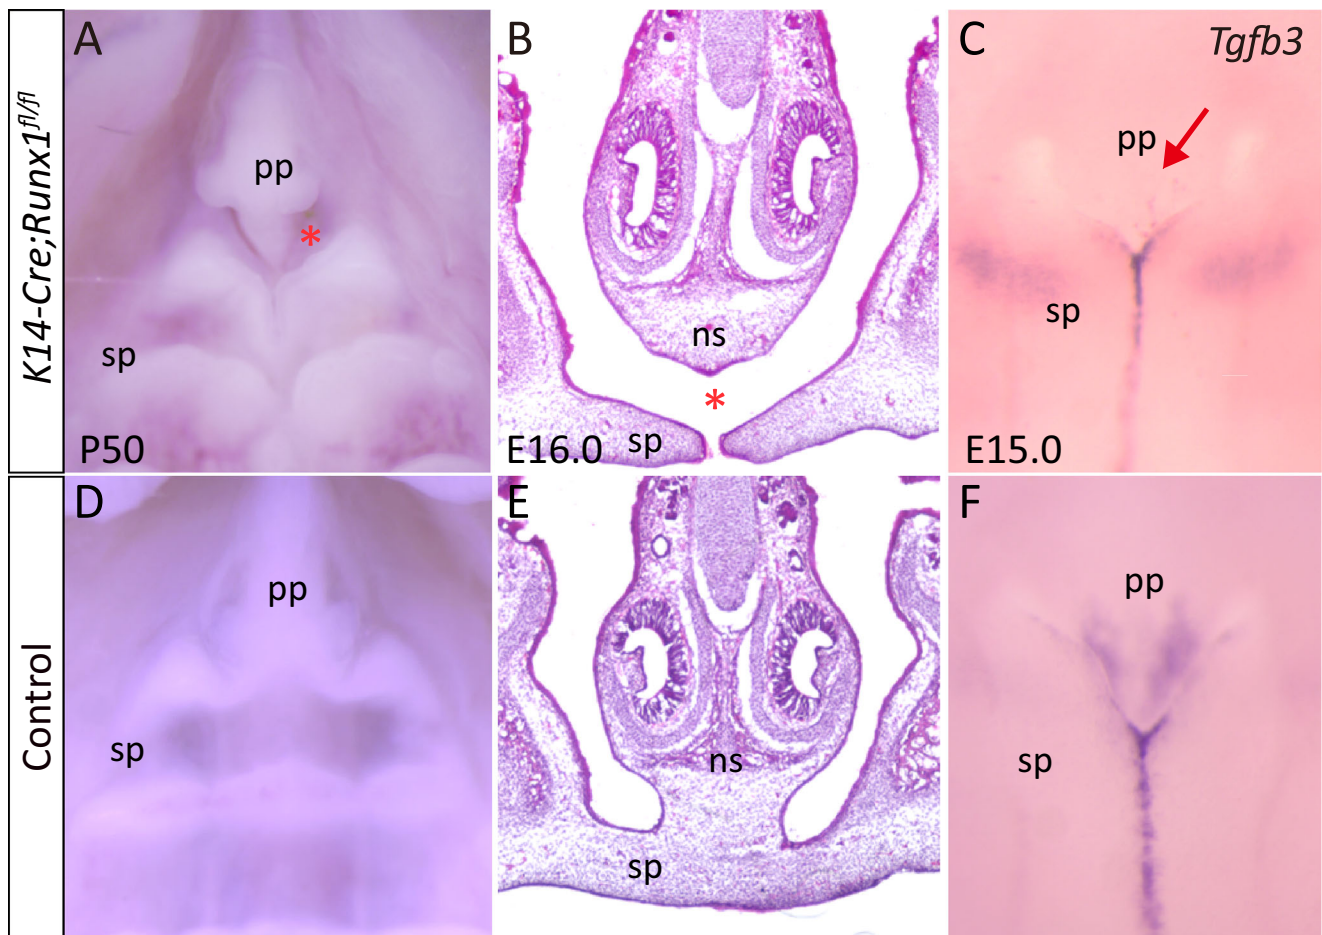 K14-Cre;Runx1fl/fl
A
pp
*
sp
P50
B
ns
*
sp
E16.0
C
Tgfb3
pp
sp
E15.0
Control
D
pp
sp
E
ns
sp
F
pp
sp